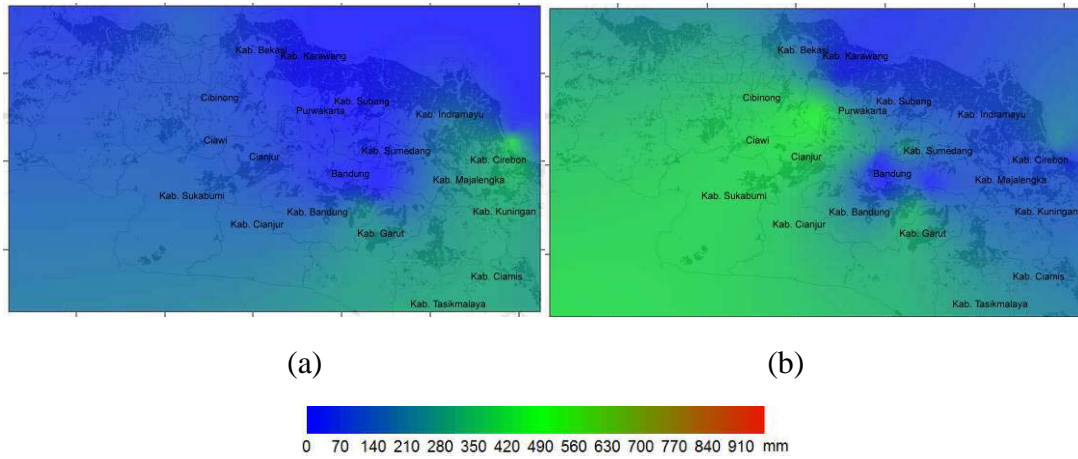 Kab. Bekasi
Kab. Karawang
Cibinong
Kab. Subang
Purwakarta
Kab. Indramayu
Ciawi
Kab. Sumedang
Cianjur
Kab. Cirebon
Bandung
Kab. Majalengka
Kab. Sukabumi
Kab. Bandung
Kab. Kuningan
Kab. Cianjur
Kab. Garut
Kab. Ciamis
Kab. Tasikmalaya
Kab. Bekasi
Kab. Karawang
Cibinong
Kab. Subang
Purwakarta
Kab. Indramayu
Ciawi
Kab. Sumedang
Cianjur
Kab. Cirebon
Bandung
Kab. Majalengka
Kab. Sukabumi
Kab. Bandung
Kab. Kuningan
Kab. Cianjur
Kab. Garut
Kab. Ciamis
Kab. Tasikmalaya
(a)
(b)
0 70 140 210 280 350 420 490 560 630 700 770 840 910 mm